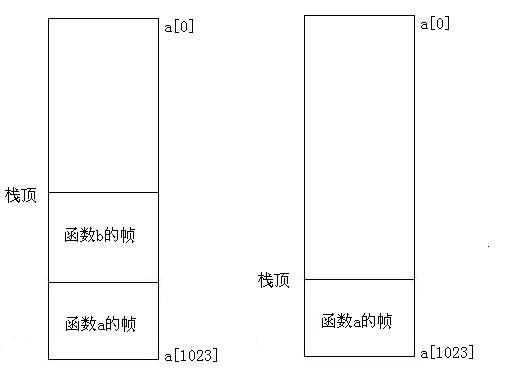 a[0]
栈顶
函数b的帧
函数a的帧
a[1023]
a[0]
栈顶
函数a的帧
a[1023]